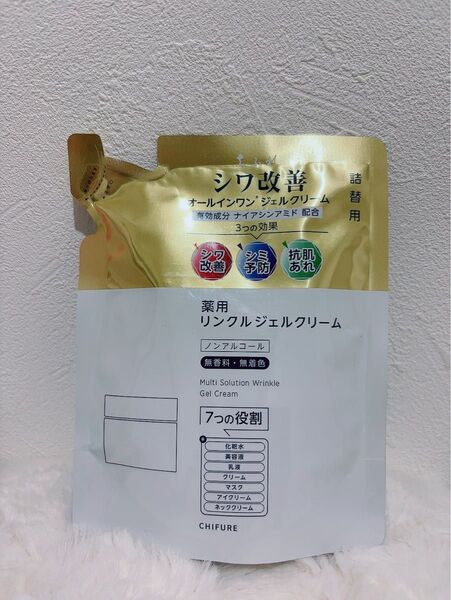 シワ改善
オールインワン*ジェルクリーム
有効成分 ナイアシンアミド 配合
3つの効果
シワ
改善
シミ
予防
抗肌
あれ
詰替用
薬用
リンクルジェルクリーム
ノンアルコール
無香料・無着色
Multi Solution Wrinkle
Gel Cream
7つの役割
化粧水
美容液
乳液
クリーム
マスク
アイクリーム
ネッククリーム
CHIFURE